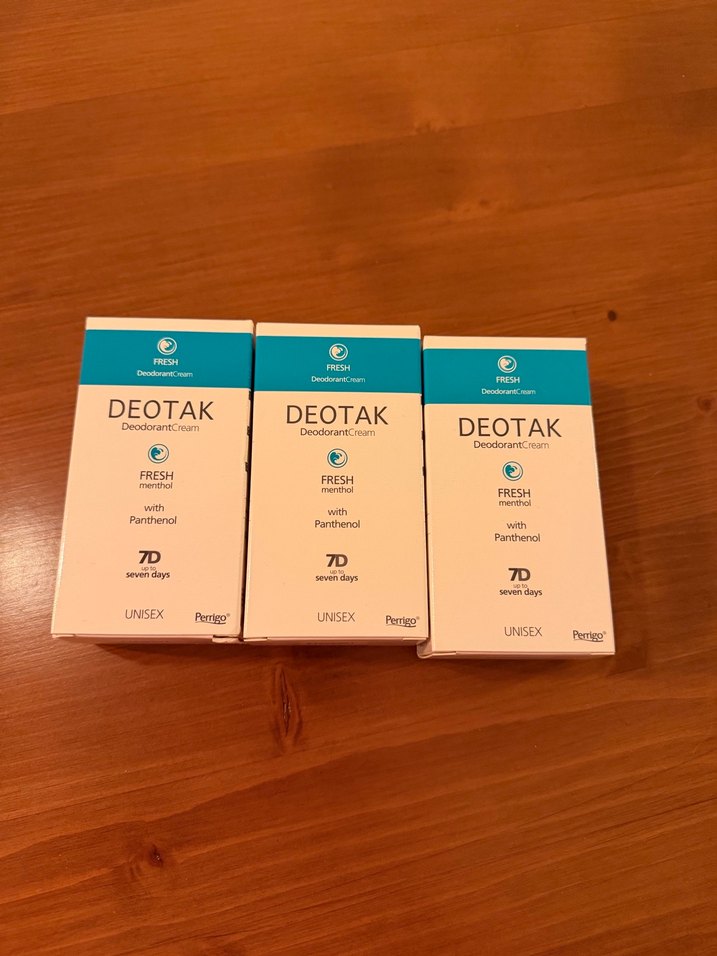 FRESH
DeodorantCream
DEOTAK
DeodorantCream
FRESH
menthol
with
Panthenol
7D
up to
seven days
UNISEX
Perrigo®
FRESH
DeodorantCream
DEOTAK
DeodorantCream
FRESH
menthol
with
Panthenol
7D
up to
seven days
UNISEX
Perrigo®
FRESH
DeodorantCream
DEOTAK
DeodorantCream
FRESH
menthol
with
Panthenol
7D
up to
seven days
UNISEX
Perrigo®